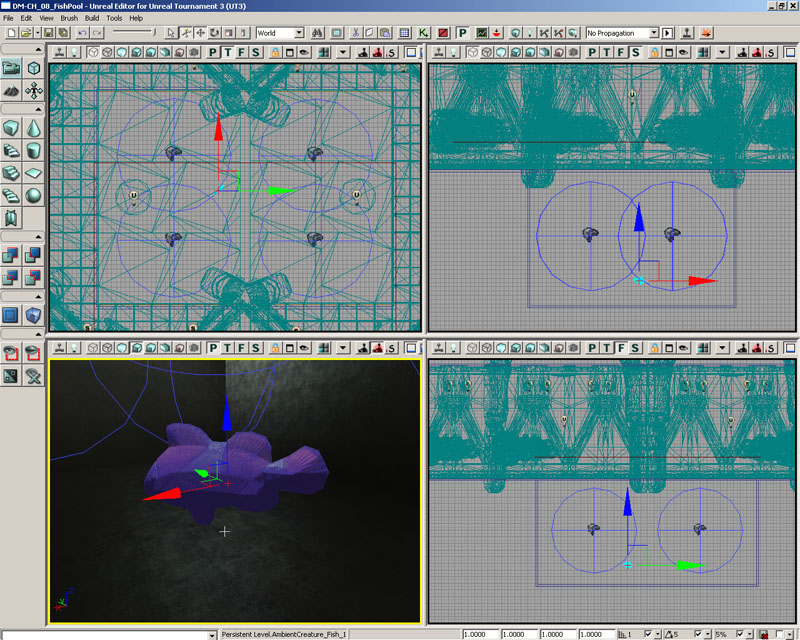 DM-CH_08_FishPool - Unreal Editor for Unreal Tournament 3 (UT3)
File Edit View Brush Build Tools Help
World
K
P
No Propagation
P T F S
P T F S
P T F S
P T F S
Persistent Level.AmbientCreature_Fish_1
1.0000 1.0000 1.0000 1.0000
1
5%